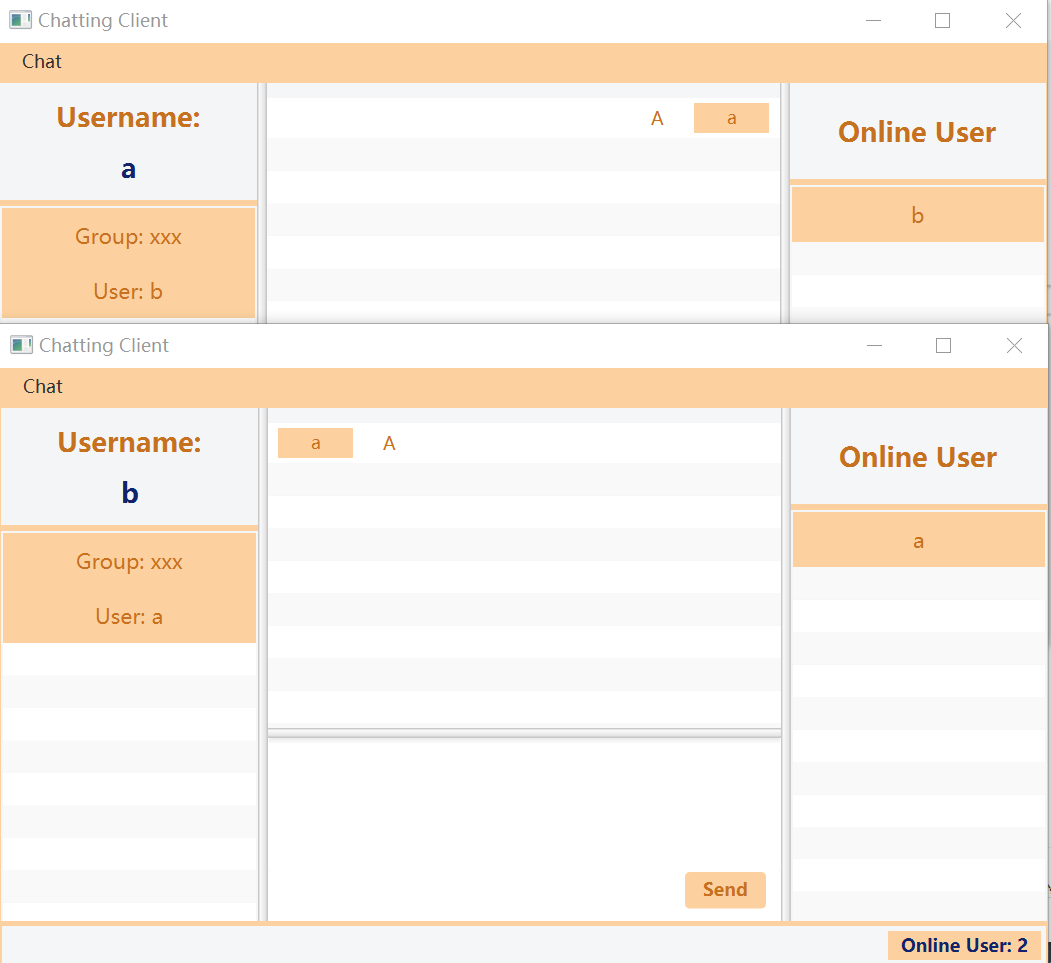 Chatting Client
Chat
Username:
a
Group: xxx
User: b
A a
Online User
b
Chatting Client
Chat
Username:
b
Group: xxx
User: a
a A
Send
Online User
a
Online User: 2